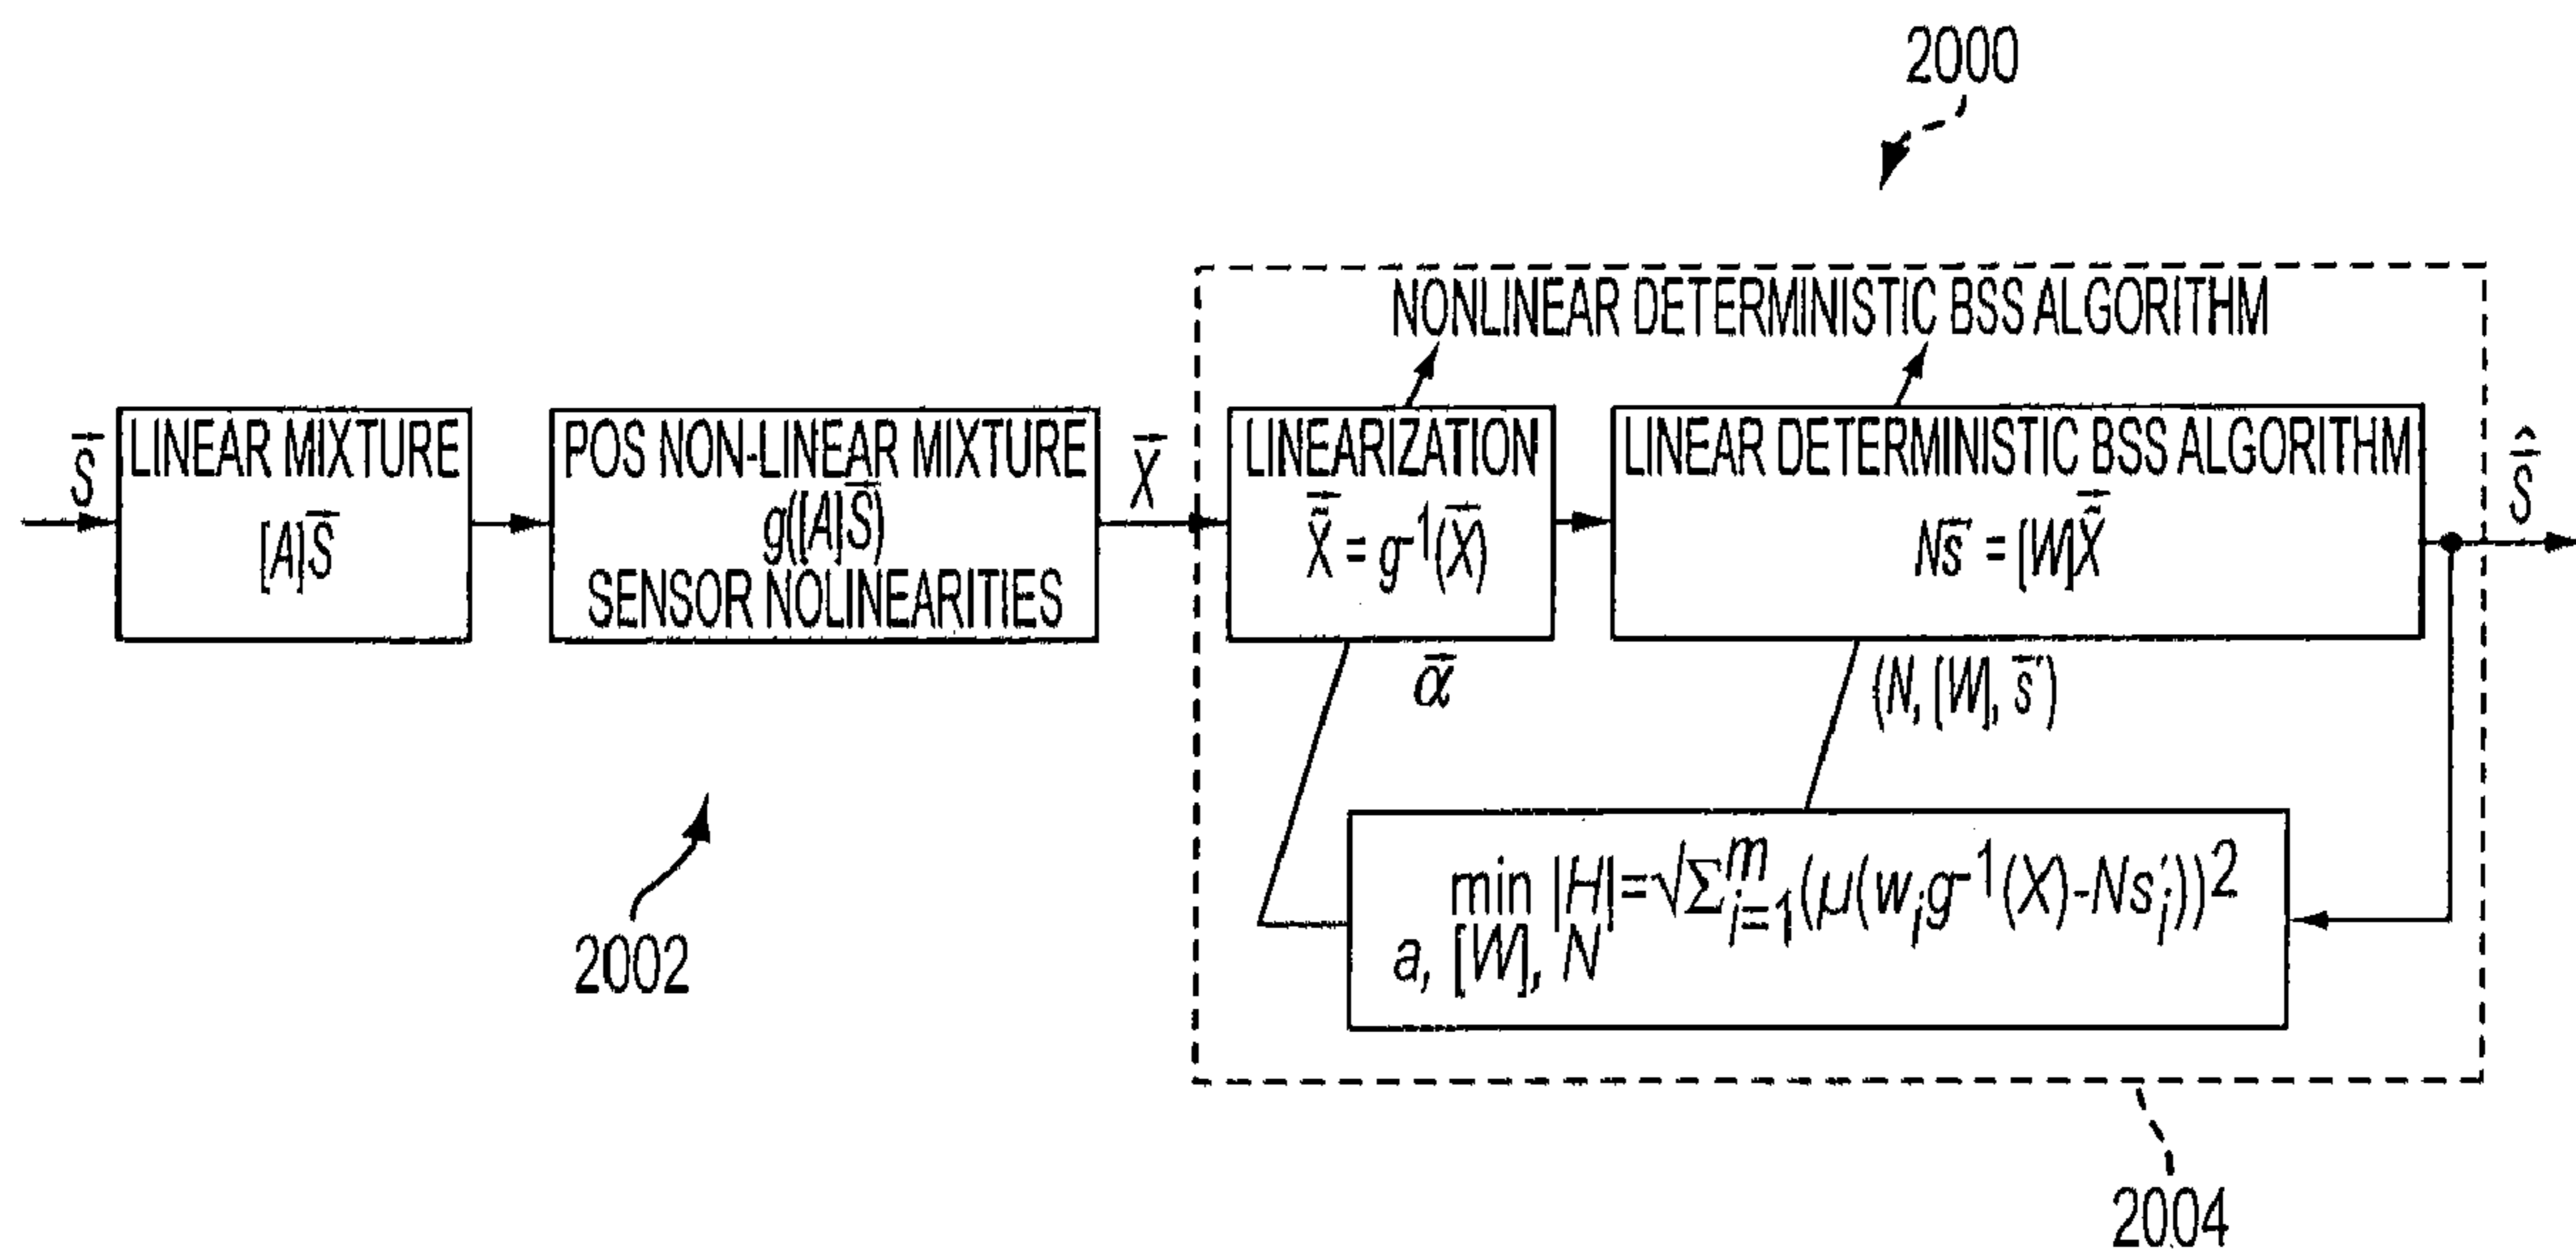 2000
NONLINEAR DETERMINISTIC BSS ALGORITHM
S⃗
LINEAR MIXTURE
[A]S⃗
POS NON-LINEAR MIXTURE
g([A]S⃗)
SENSOR NOLINEARITIES
X⃗
LINEARIZATION
X̃⃗ = g⁻¹(X⃗)
LINEAR DETERMINISTIC BSS ALGORITHM
Ns⃗′ = [W]X̃⃗
Ŝ⃗
α⃗
(N, [W], s⃗′)
min |H|=√Σᵐᵢ₌₁(μ(wᵢg⁻¹(X)-Ns′ᵢ))²
a, [W], N
2002
2004